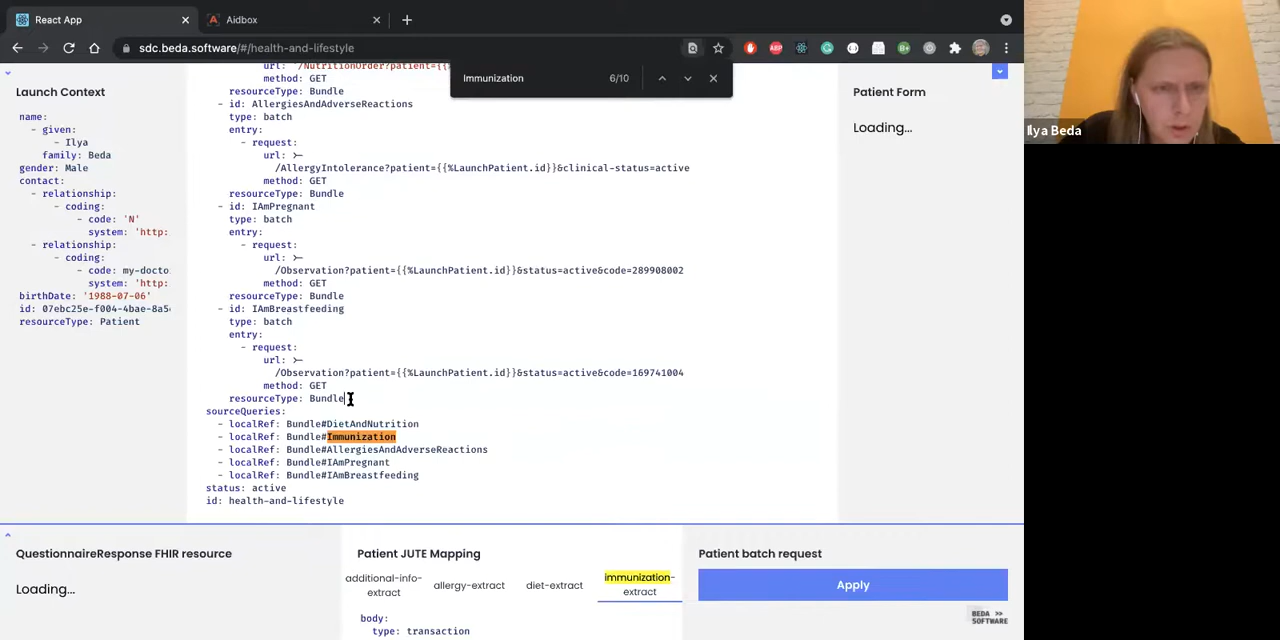 React App
Aidbox
sdc.beda.software/#/health-and-lifestyle
Immunization 6/10
Launch Context
name:
- given:
- Ilya
family: Beda
gender: Male
contact:
- relationship:
- coding:
- code: 'N'
system: 'http:
- relationship:
- coding:
- code: my-docto
system: 'http:
birthDate: '1988-07-06'
id: 07ebc25e-f004-4bae-8a5
resourceType: Patient
url: '/NutritionOrder?patient={{
method: GET
resourceType: Bundle
- id: AllergiesAndAdverseReactions
type: batch
entry:
- request:
url: >-
/AllergyIntolerance?patient={{%LaunchPatient.id}}&clinical-status=active
method: GET
resourceType: Bundle
- id: IAmPregnant
type: batch
entry:
- request:
url: >-
/Observation?patient={{%LaunchPatient.id}}&status=active&code=289908002
method: GET
resourceType: Bundle
- id: IAmBreastfeeding
type: batch
entry:
- request:
url: >-
/Observation?patient={{%LaunchPatient.id}}&status=active&code=169741004
method: GET
resourceType: Bundle
sourceQueries:
- localRef: Bundle#DietAndNutrition
- localRef: Bundle#Immunization
- localRef: Bundle#AllergiesAndAdverseReactions
- localRef: Bundle#IAmPregnant
- localRef: Bundle#IAmBreastfeeding
status: active
id: health-and-lifestyle
Patient Form
Loading...
Ilya Beda
QuestionnaireResponse FHIR resource
Loading...
Patient JUTE Mapping
additional-info-
extract
allergy-extract
diet-extract
immunization-
extract
body:
type: transaction
Patient batch request
Apply
BEDA >>
SOFTWARE